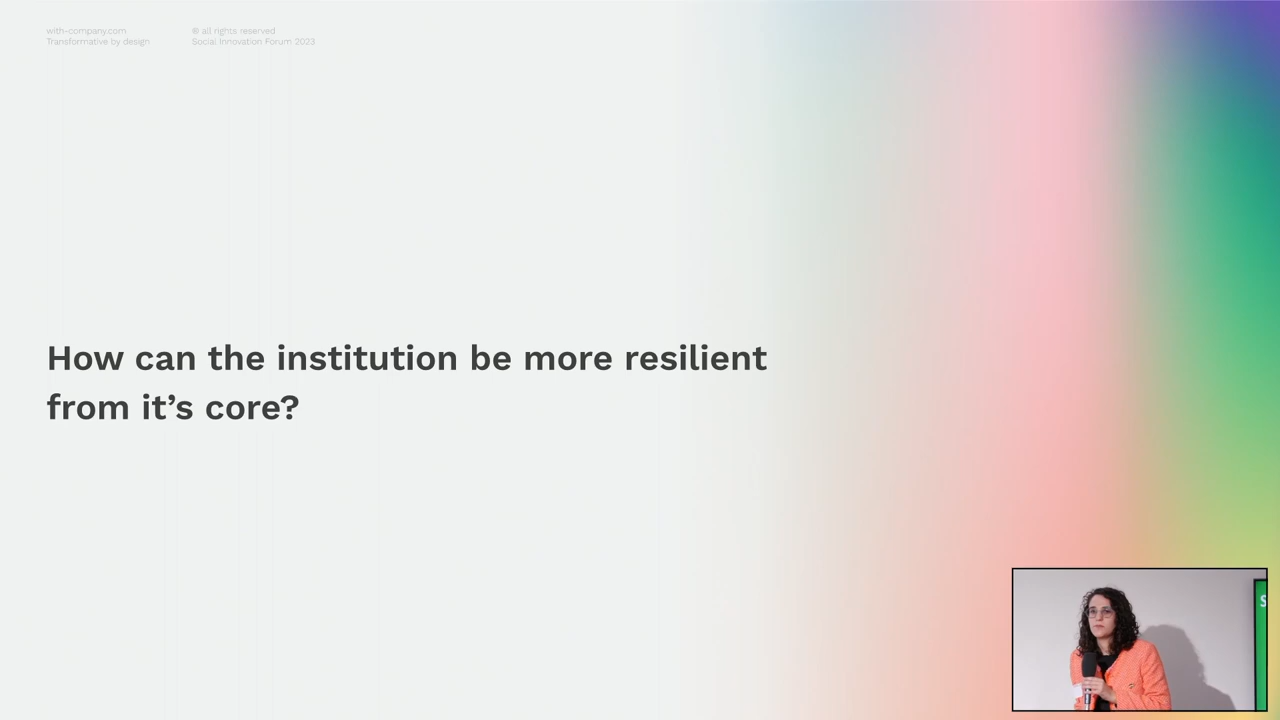 with-company.com
Transformative by design
© all rights reserved
Social Innovation Forum 2023
How can the institution be more resilient
from it’s core?
S